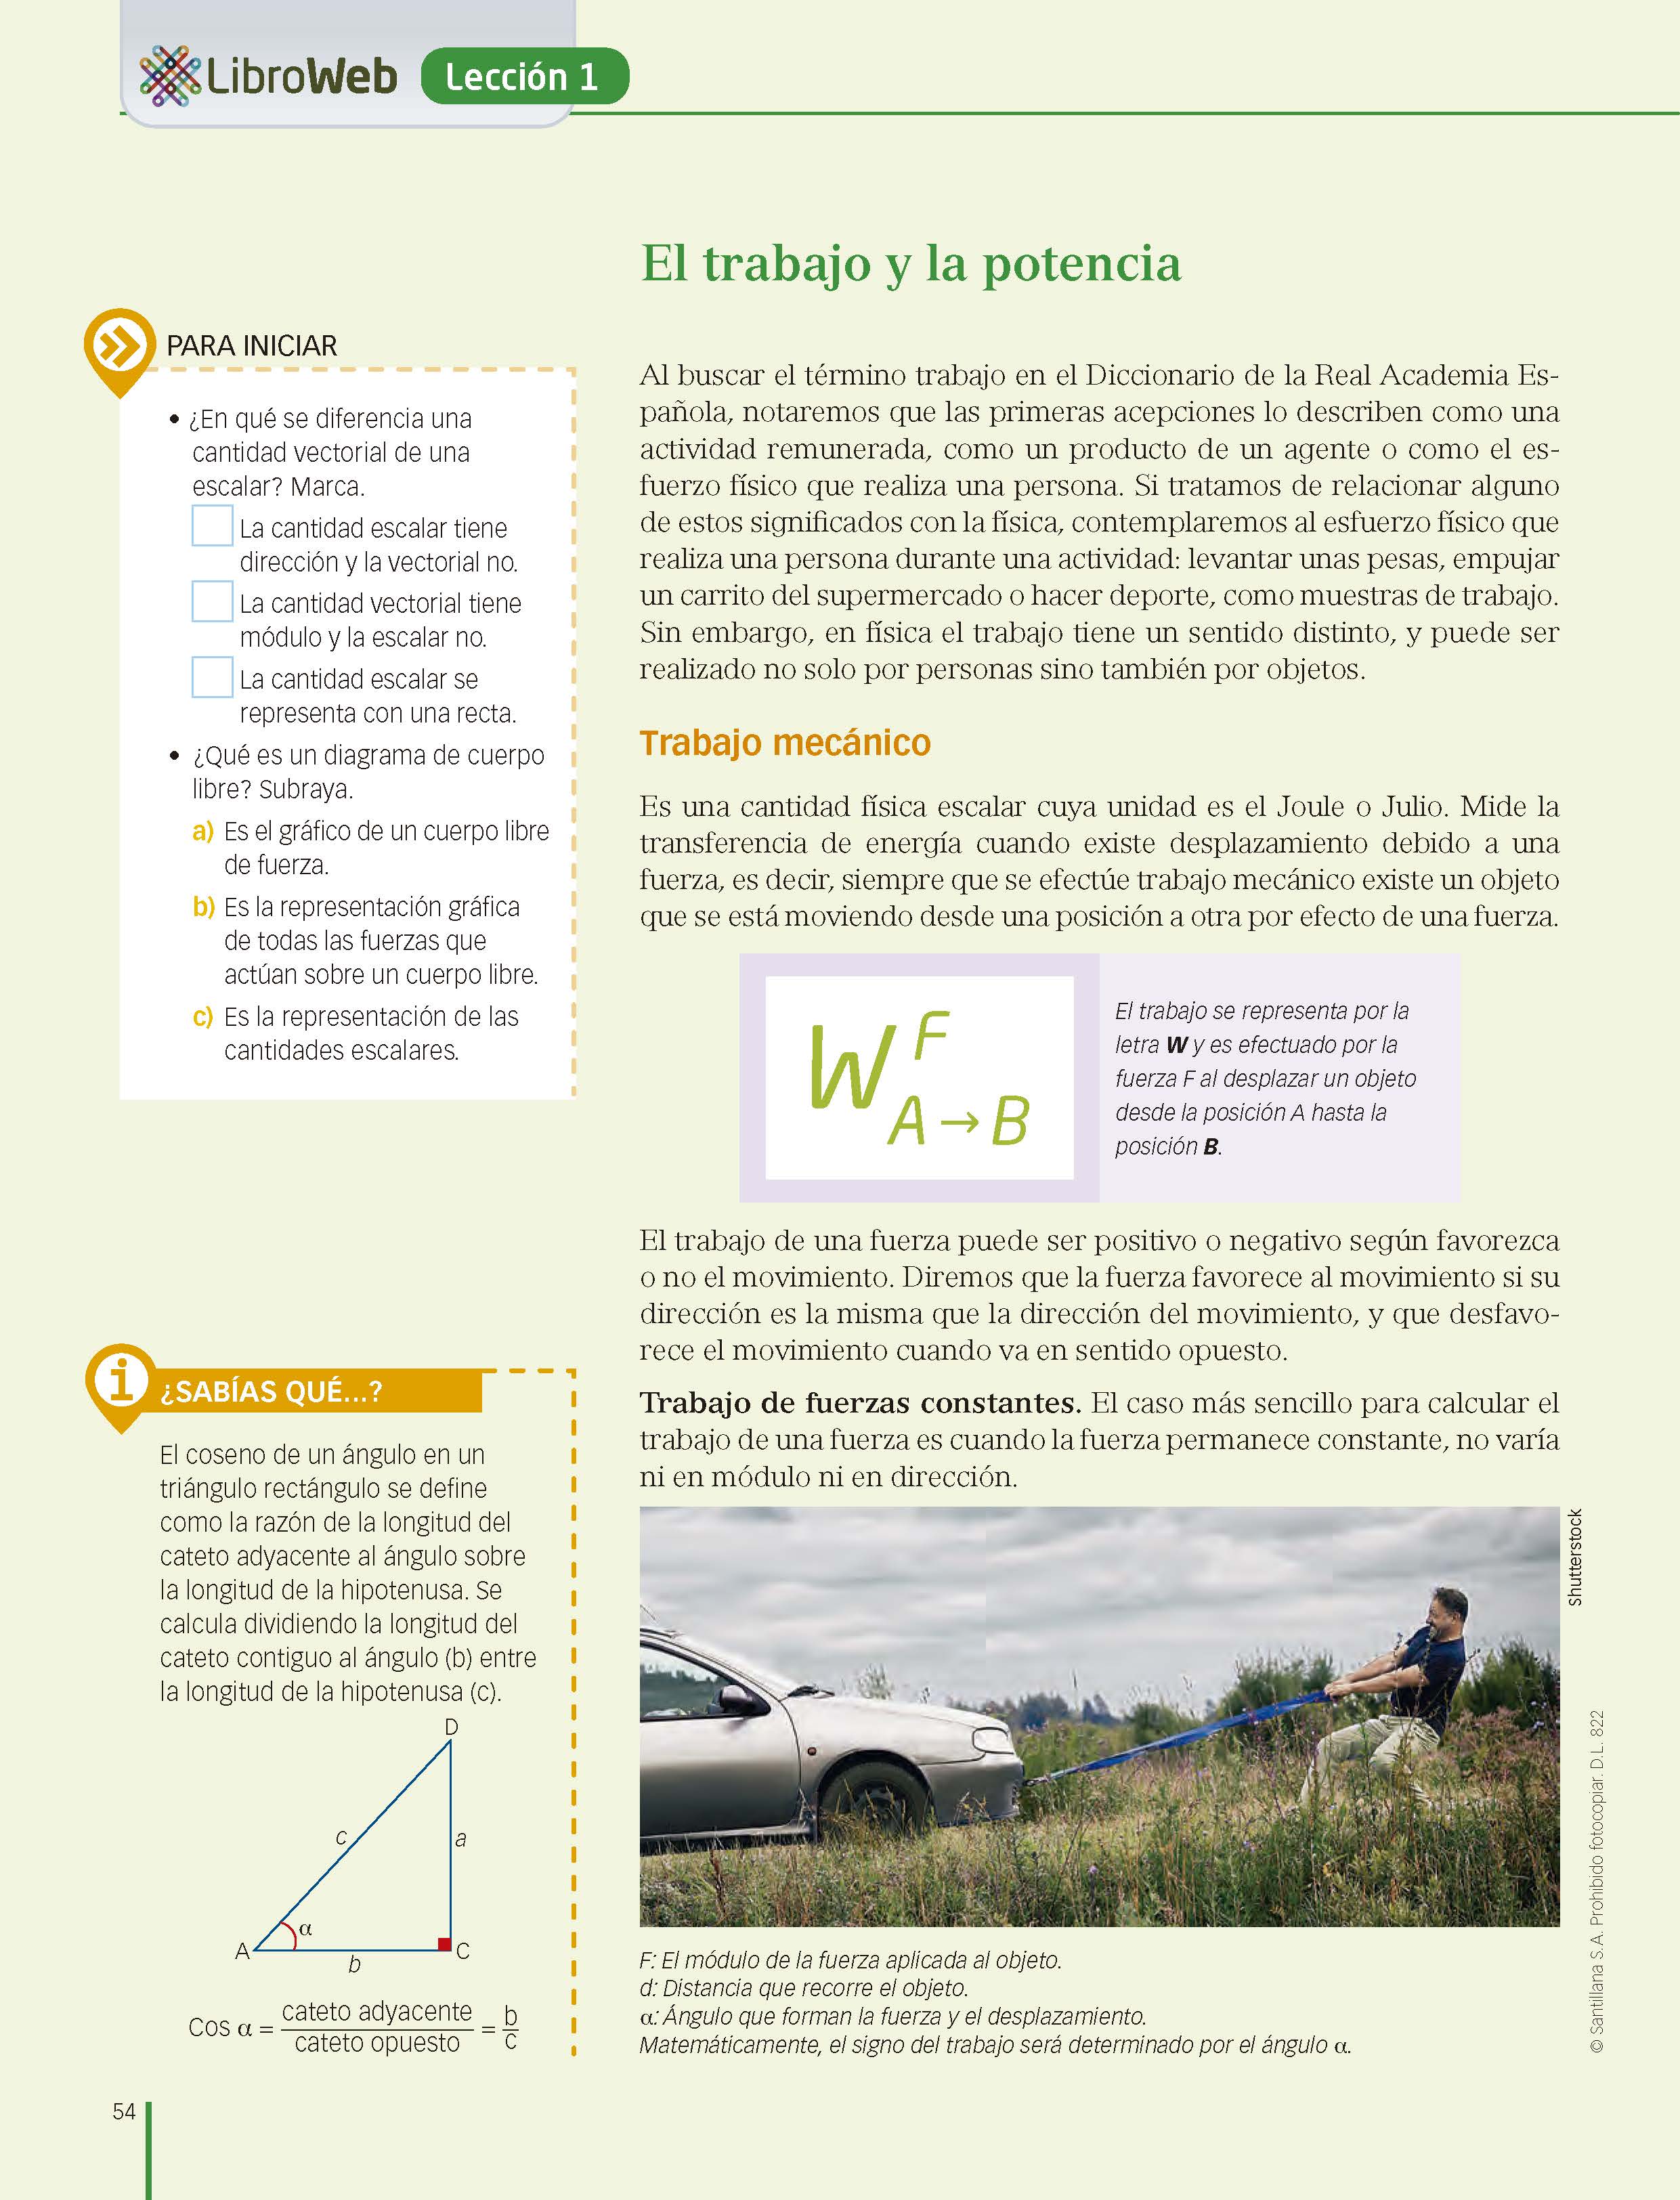 LibroWeb
Lección 1
El trabajo y la potencia
PARA INICIAR
• ¿En qué se diferencia una
cantidad vectorial de una
escalar? Marca.
La cantidad escalar tiene
dirección y la vectorial no.
La cantidad vectorial tiene
módulo y la escalar no.
La cantidad escalar se
representa con una recta.
• ¿Qué es un diagrama de cuerpo
libre? Subraya.
a) Es el gráfico de un cuerpo libre
de fuerza.
b) Es la representación gráfica
de todas las fuerzas que
actúan sobre un cuerpo libre.
c) Es la representación de las
cantidades escalares.
Al buscar el término trabajo en el Diccionario de la Real Academia Es-
pañola, notaremos que las primeras acepciones lo describen como una
actividad remunerada, como un producto de un agente o como el es-
fuerzo físico que realiza una persona. Si tratamos de relacionar alguno
de estos significados con la física, contemplaremos al esfuerzo físico que
realiza una persona durante una actividad: levantar unas pesas, empujar
un carrito del supermercado o hacer deporte, como muestras de trabajo.
Sin embargo, en física el trabajo tiene un sentido distinto, y puede ser
realizado no solo por personas sino también por objetos.
Trabajo mecánico
Es una cantidad física escalar cuya unidad es el Joule o Julio. Mide la
transferencia de energía cuando existe desplazamiento debido a una
fuerza, es decir, siempre que se efectúe trabajo mecánico existe un objeto
que se está moviendo desde una posición a otra por efecto de una fuerza.
W F A → B
El trabajo se representa por la
letra W y es efectuado por la
fuerza F al desplazar un objeto
desde la posición A hasta la
posición B.
El trabajo de una fuerza puede ser positivo o negativo según favorezca
o no el movimiento. Diremos que la fuerza favorece al movimiento si su
dirección es la misma que la dirección del movimiento, y que desfavo-
rece el movimiento cuando va en sentido opuesto.
Trabajo de fuerzas constantes. El caso más sencillo para calcular el
trabajo de una fuerza es cuando la fuerza permanece constante, no varía
ni en módulo ni en dirección.
Shutterstock
F: El módulo de la fuerza aplicada al objeto.
d: Distancia que recorre el objeto.
α: Ángulo que forman la fuerza y el desplazamiento.
Matemáticamente, el signo del trabajo será determinado por el ángulo α.
i ¿SABÍAS QUÉ...?
El coseno de un ángulo en un
triángulo rectángulo se define
como la razón de la longitud del
cateto adyacente al ángulo sobre
la longitud de la hipotenusa. Se
calcula dividiendo la longitud del
cateto contiguo al ángulo (b) entre
la longitud de la hipotenusa (c).
D
c
a
α
A
b
C
Cos α = cateto adyacente / cateto opuesto = b / c
© Santillana S.A. Prohibido fotocopiar. D.L. 822
54